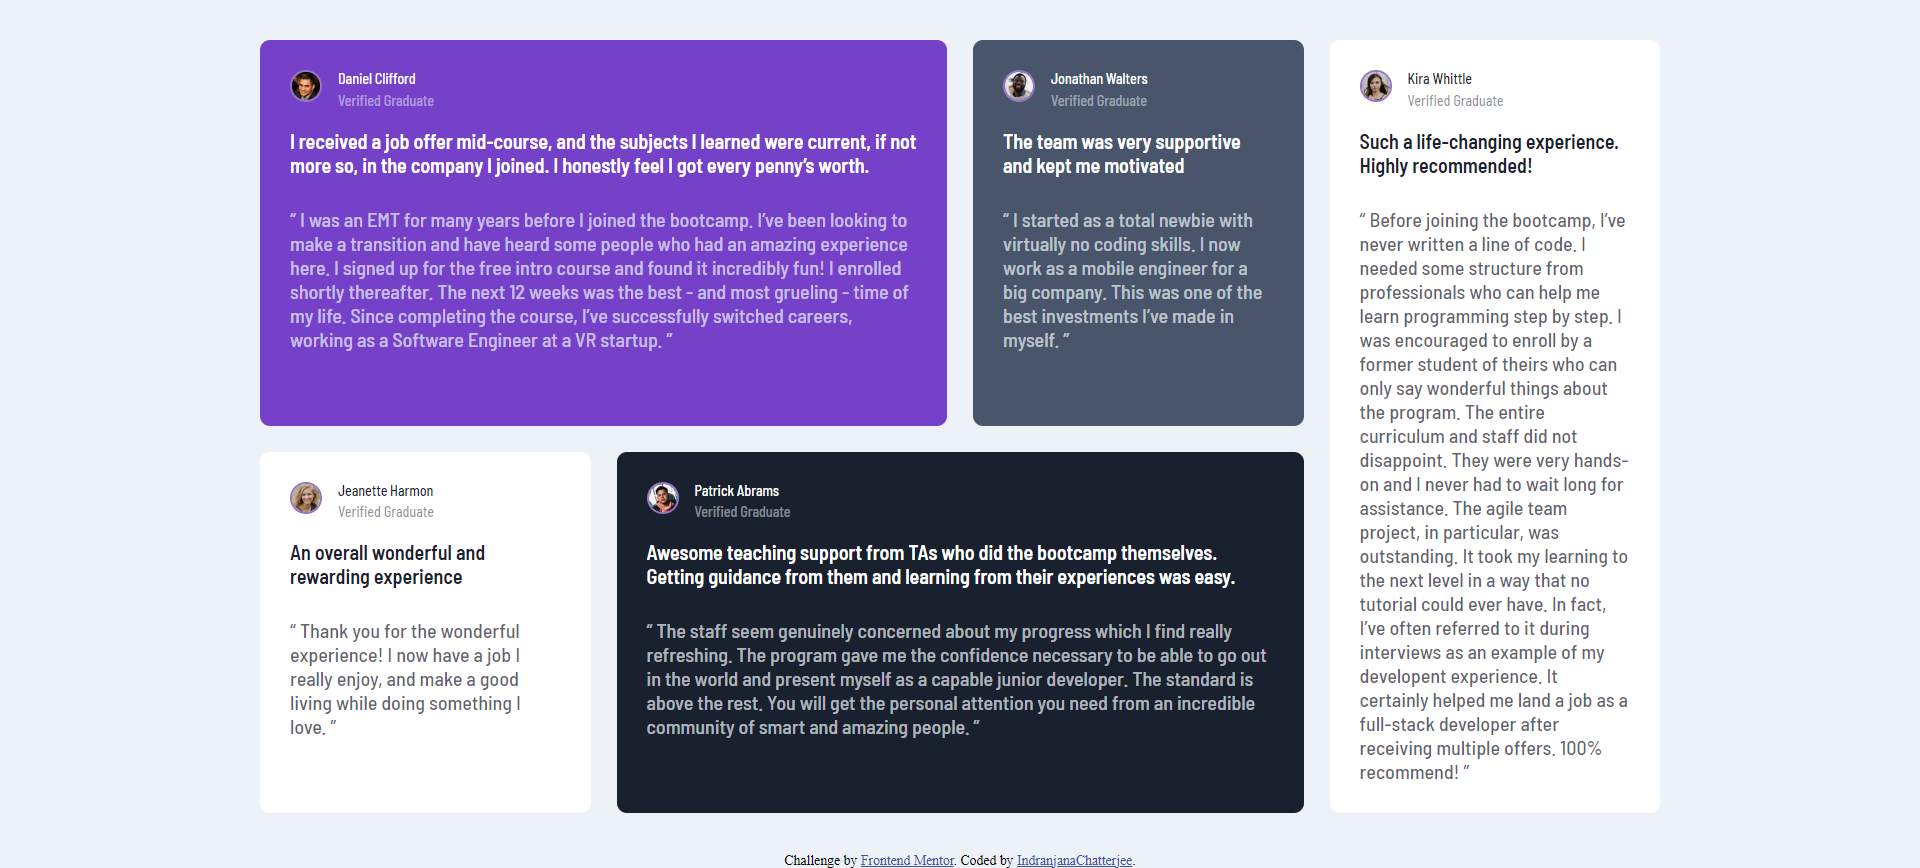 Daniel Clifford
Verified Graduate
I received a job offer mid-course, and the subjects I learned were current, if not
more so, in the company I joined. I honestly feel I got every penny’s worth.
“ I was an EMT for many years before I joined the bootcamp. I’ve been looking to
make a transition and have heard some people who had an amazing experience
here. I signed up for the free intro course and found it incredibly fun! I enrolled
shortly thereafter. The next 12 weeks was the best - and most grueling - time of
my life. Since completing the course, I’ve successfully switched careers,
working as a Software Engineer at a VR startup. ”
Jonathan Walters
Verified Graduate
The team was very supportive
and kept me motivated
“ I started as a total newbie with
virtually no coding skills. I now
work as a mobile engineer for a
big company. This was one of the
best investments I’ve made in
myself. ”
Kira Whittle
Verified Graduate
Such a life-changing experience.
Highly recommended!
“ Before joining the bootcamp, I’ve
never written a line of code. I
needed some structure from
professionals who can help me
learn programming step by step. I
was encouraged to enroll by a
former student of theirs who can
only say wonderful things about
the program. The entire
curriculum and staff did not
disappoint. They were very hands-
on and I never had to wait long for
assistance. The agile team
project, in particular, was
outstanding. It took my learning to
the next level in a way that no
tutorial could ever have. In fact,
I’ve often referred to it during
interviews as an example of my
developent experience. It
certainly helped me land a job as a
full-stack developer after
receiving multiple offers. 100%
recommend! ”
Jeanette Harmon
Verified Graduate
An overall wonderful and
rewarding experience
“ Thank you for the wonderful
experience! I now have a job I
really enjoy, and make a good
living while doing something I
love. ”
Patrick Abrams
Verified Graduate
Awesome teaching support from TAs who did the bootcamp themselves.
Getting guidance from them and learning from their experiences was easy.
“ The staff seem genuinely concerned about my progress which I find really
refreshing. The program gave me the confidence necessary to be able to go out
in the world and present myself as a capable junior developer. The standard is
above the rest. You will get the personal attention you need from an incredible
community of smart and amazing people. ”
Challenge by Frontend Mentor. Coded by IndranjanaChatterjee.